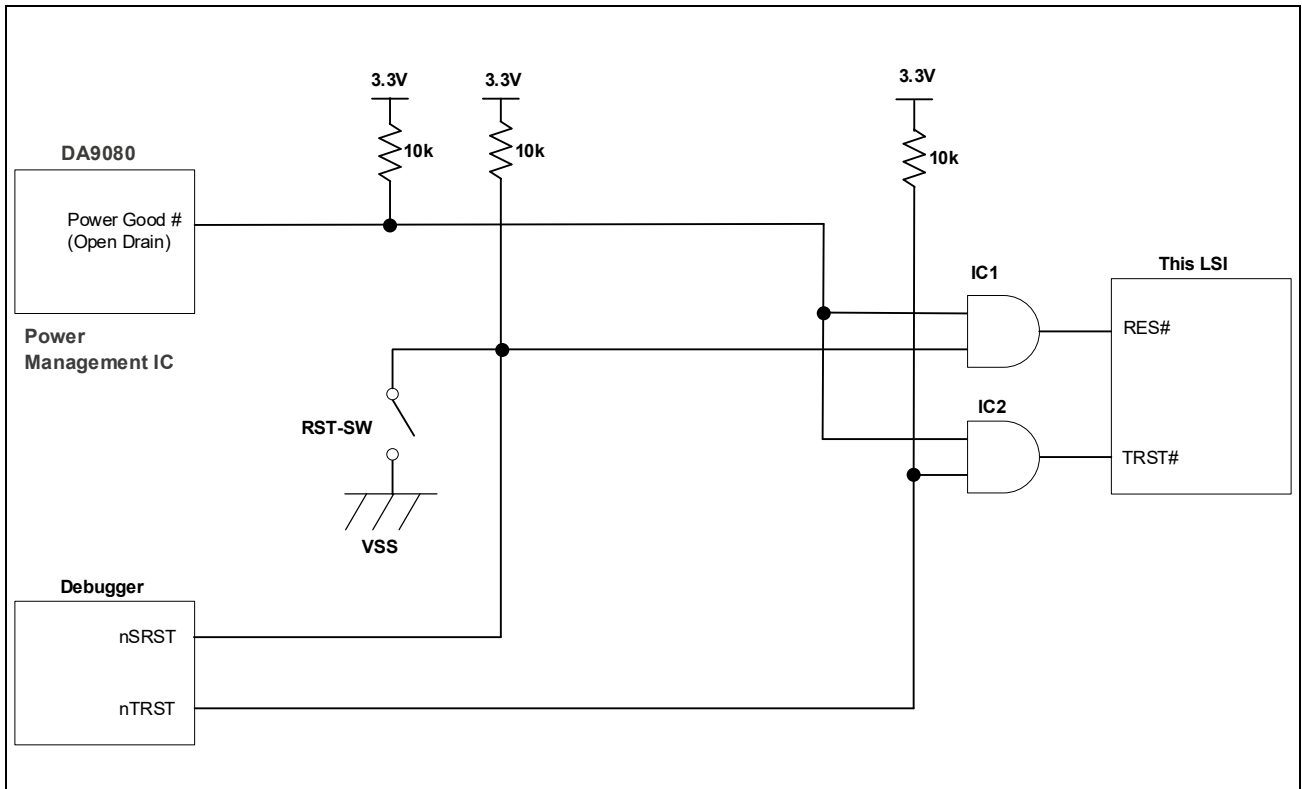 3.3V
3.3V
3.3V
10k
10k
10k
DA9080
Power Good #
(Open Drain)
Power
Management IC
IC1
This LSI
RES#
IC2
TRST#
RST-SW
VSS
Debugger
nSRST
nTRST